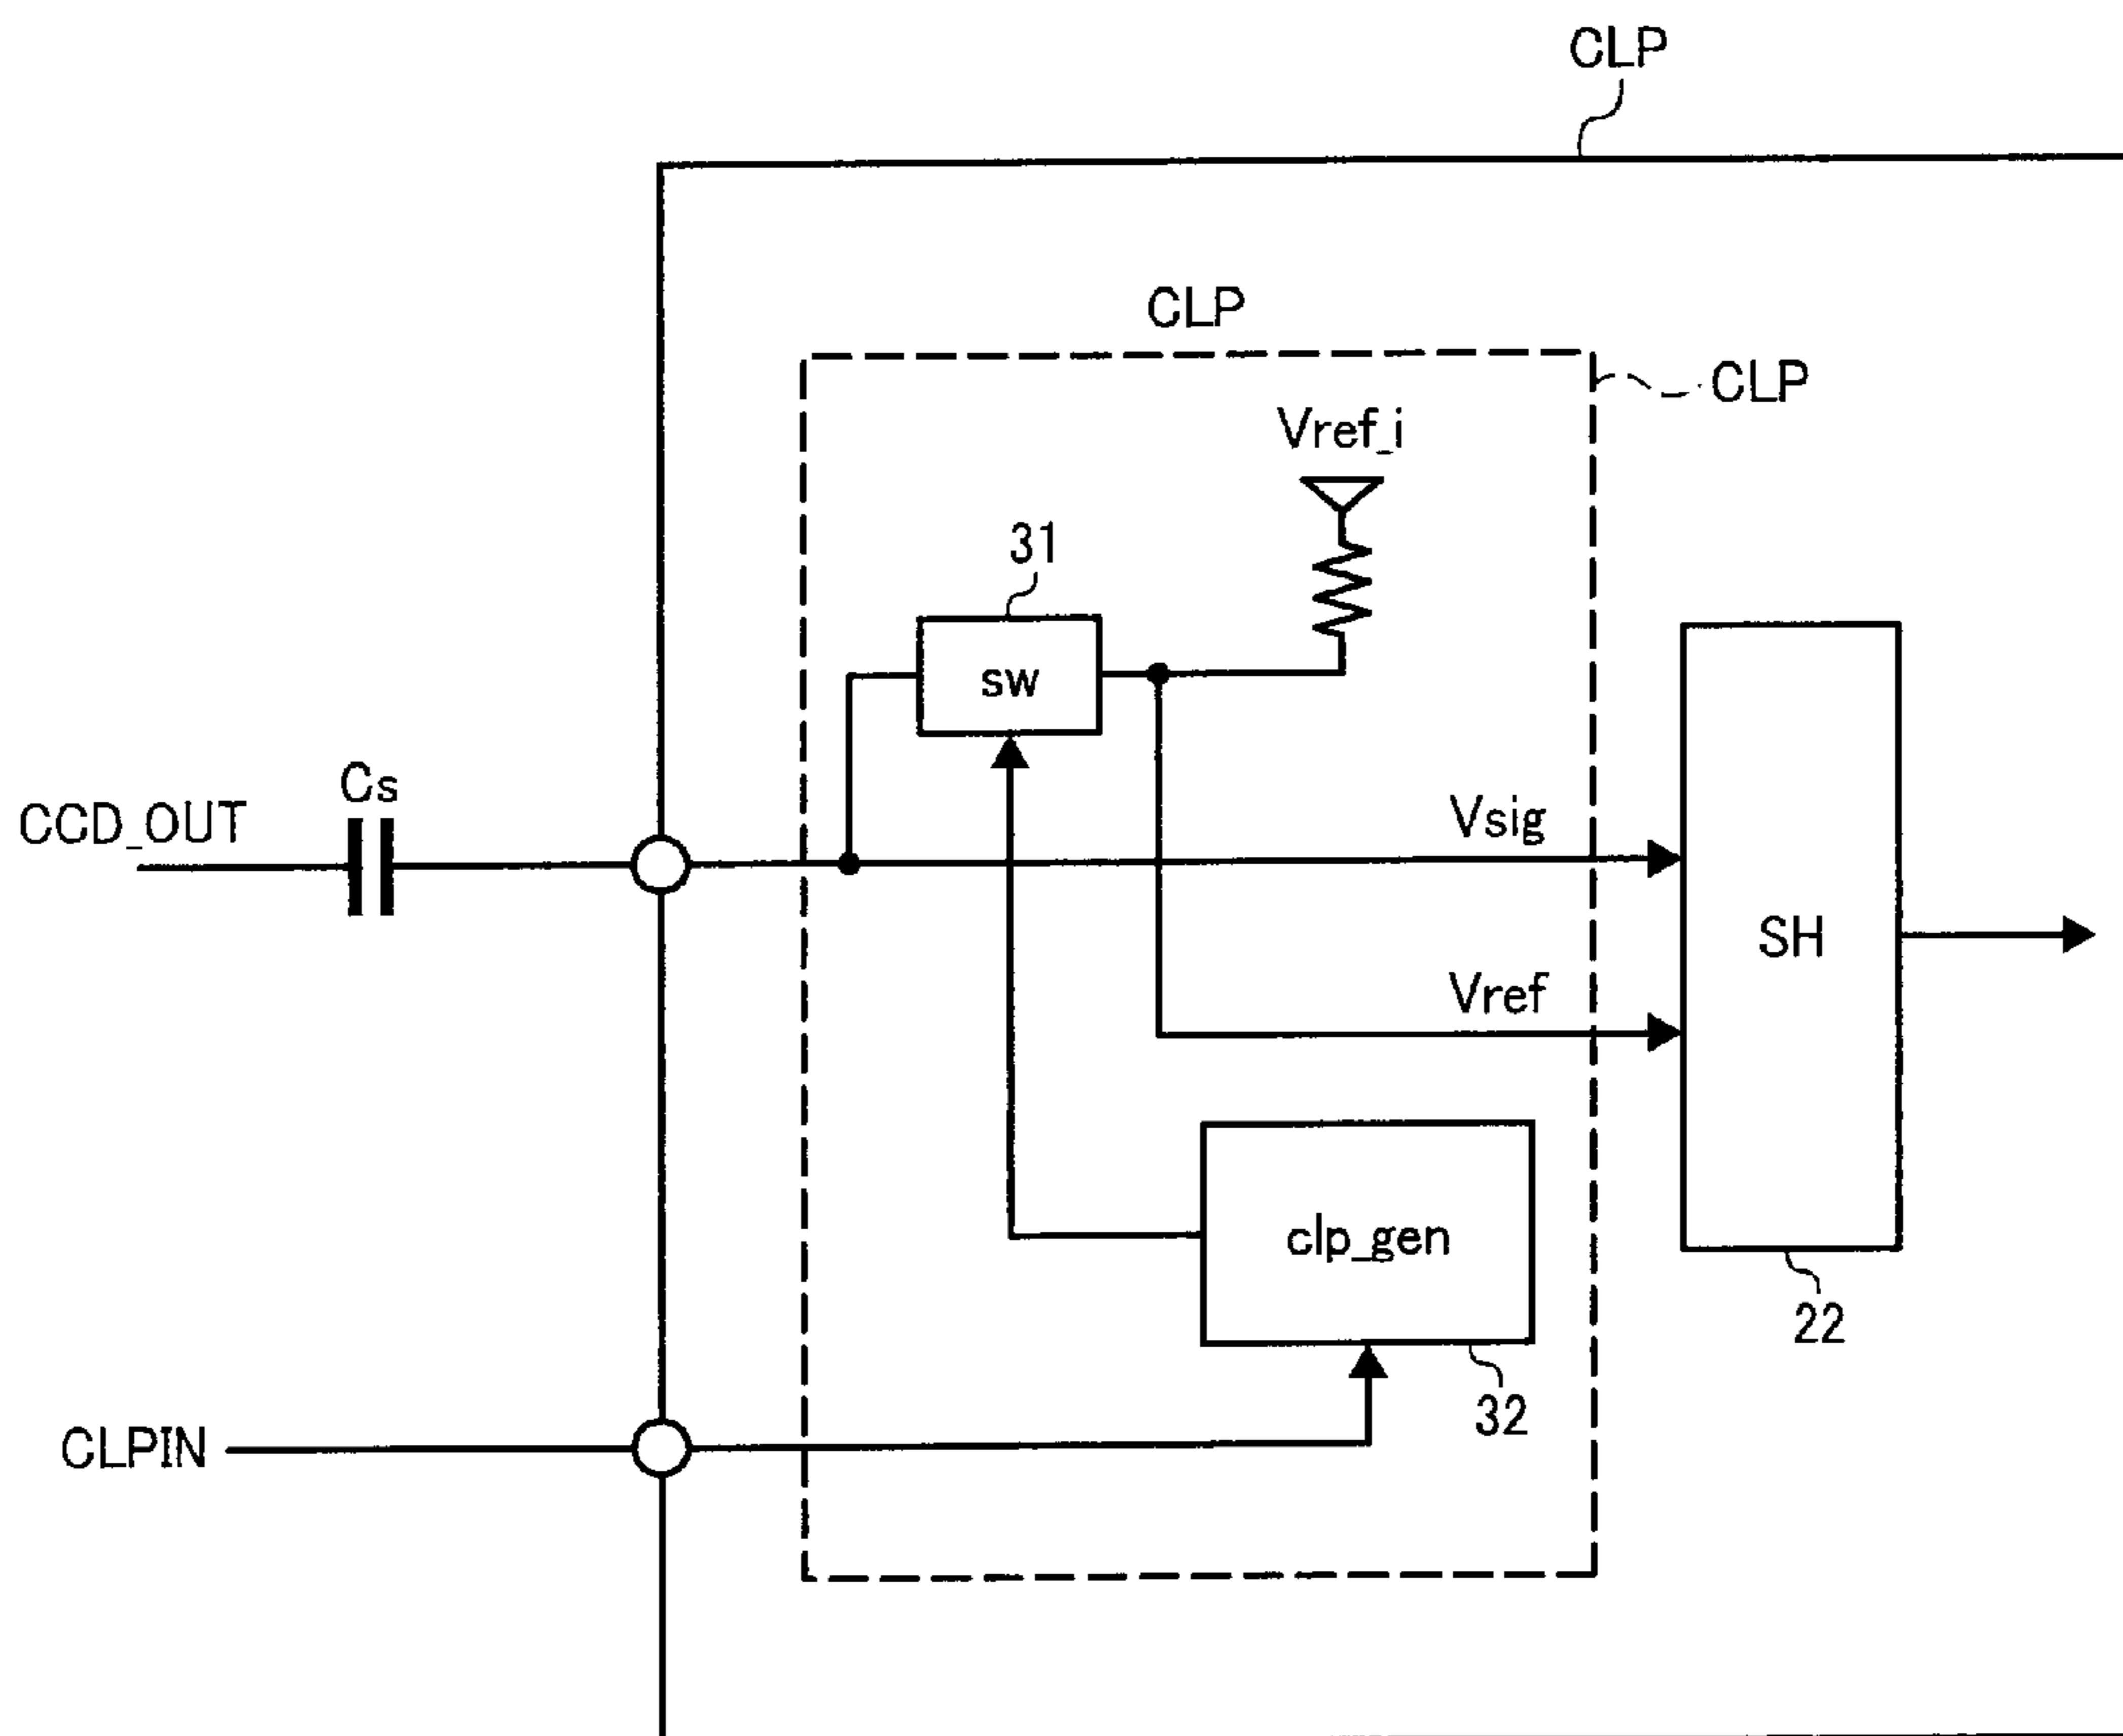 CLP
CLP
CLP
Vref_i
31
sw
Cs
CCD_OUT
Vsig
SH
Vref
clp_gen
22
32
CLPIN